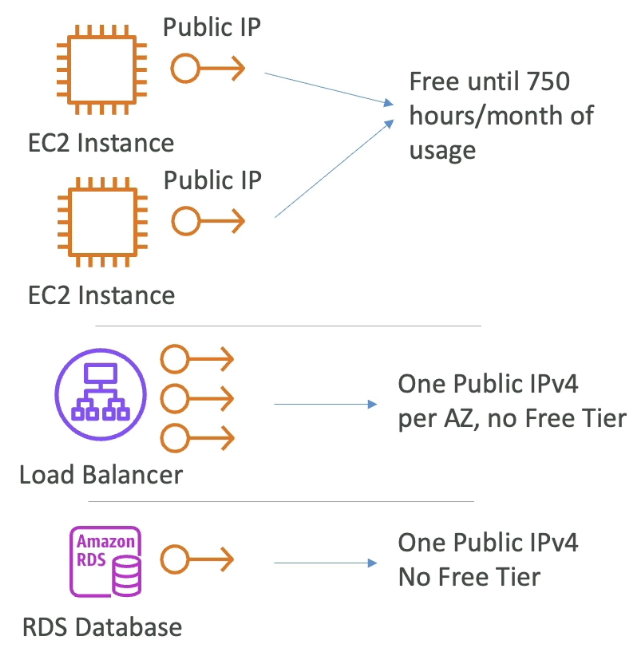 Public IP
EC2 Instance
Public IP
EC2 Instance
Free until 750
hours/month of
usage
Load Balancer
One Public IPv4
per AZ, no Free Tier
Amazon
RDS
RDS Database
One Public IPv4
No Free Tier